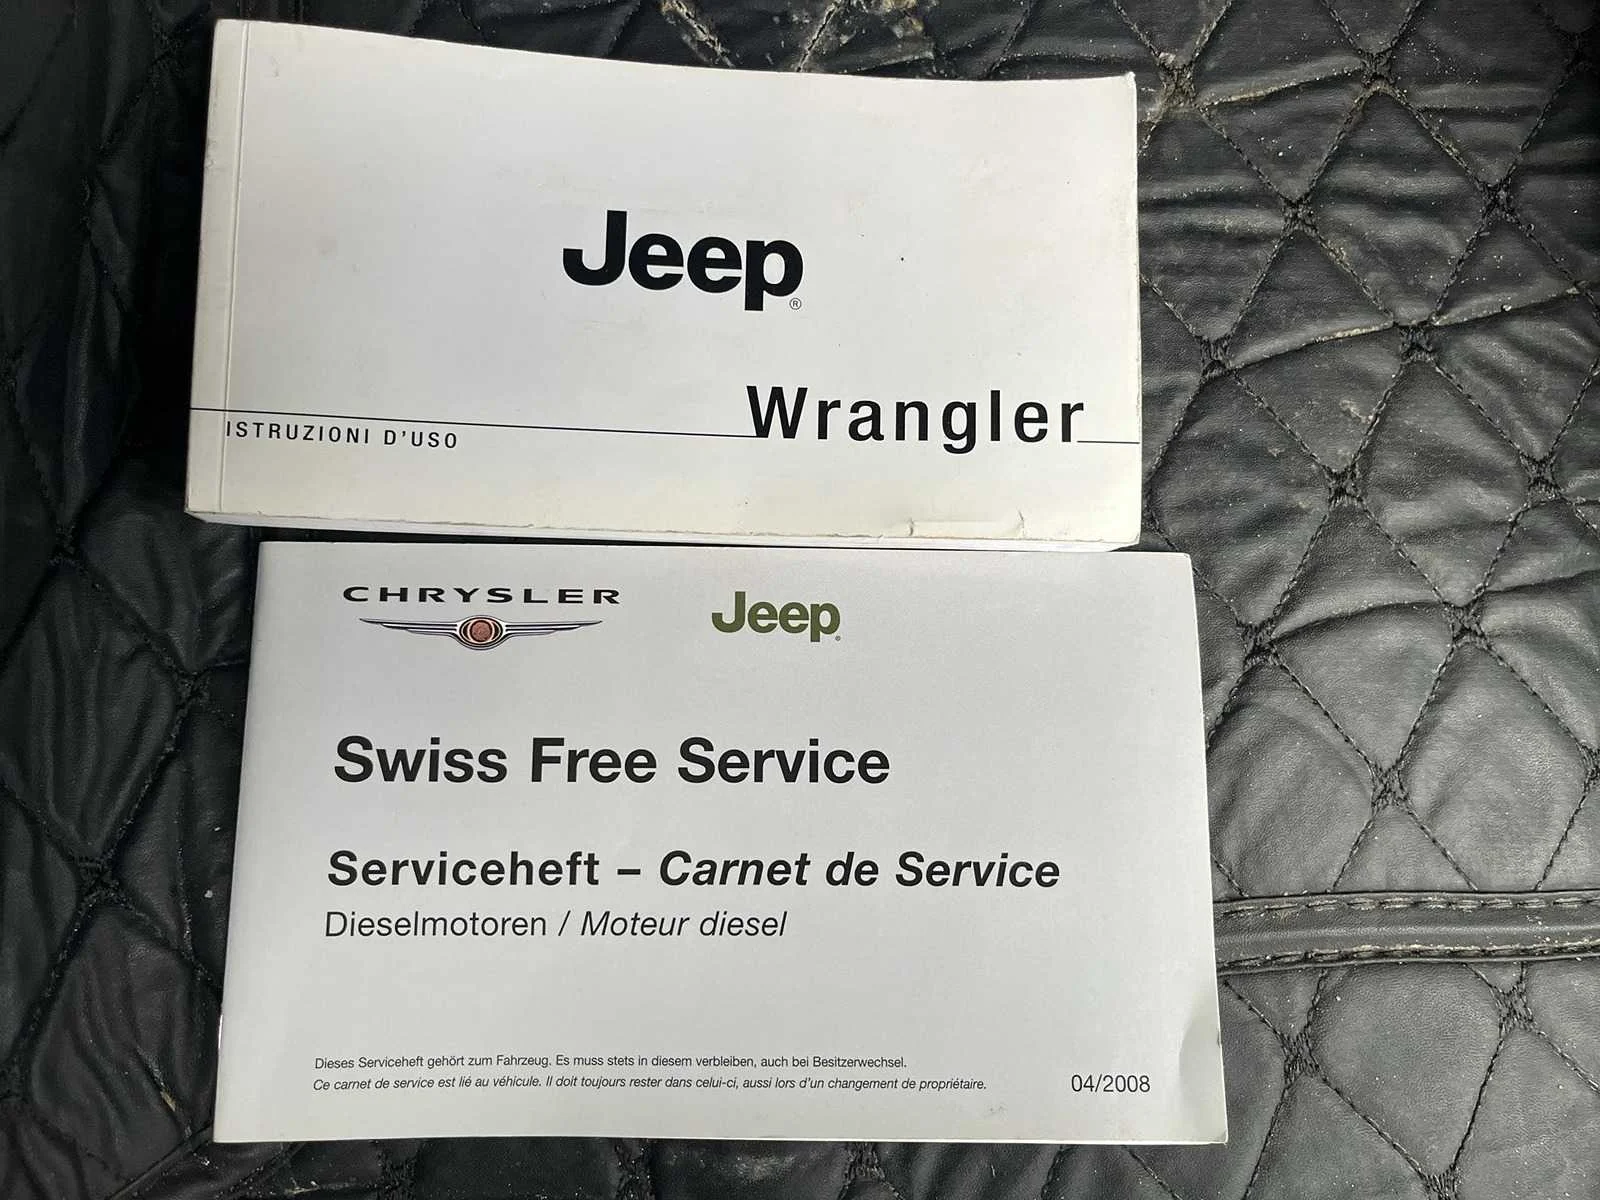 Jeep®
Wrangler
ISTRUZIONI D'USO
CHRYSLER
Jeep®
Swiss Free Service
Serviceheft – Carnet de Service
Dieselmotoren / Moteur diesel
Dieses Serviceheft gehört zum Fahrzeug. Es muss stets in diesem verbleiben, auch bei Besitzerwechsel.
Ce carnet de service est lié au véhicule. Il doit toujours rester dans celui-ci, aussi lors d'un changement de propriétaire.
04/2008